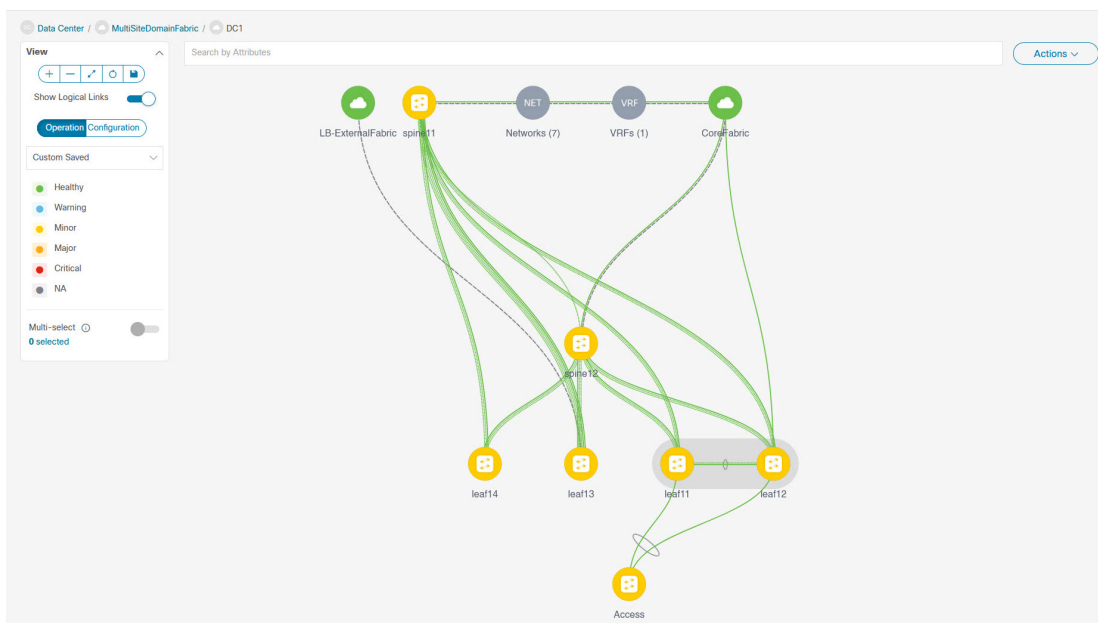 Data Center / MultiSiteDomainFabric / DC1
View
Search by Attributes
Actions
Show Logical Links
Operation Configuration
Custom Saved
Healthy
Warning
Minor
Major
Critical
NA
Multi-select
0 selected
LB-ExternalFabric
spine11
NET
Networks (7)
VRF
VRFs (1)
CoreFabric
spine12
leaf14
leaf13
leaf11
leaf12
Access